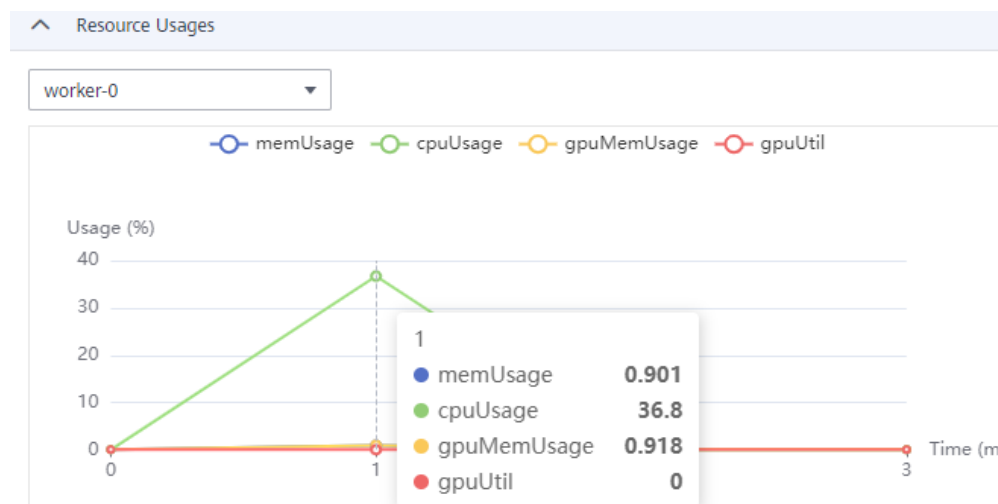 Resource Usages
worker-0
memUsage cpuUsage gpuMemUsage gpuUtil
Usage (%)
40
30
20
10
0
0 1 3
Time (m
1
memUsage 0.901
cpuUsage 36.8
gpuMemUsage 0.918
gpuUtil 0